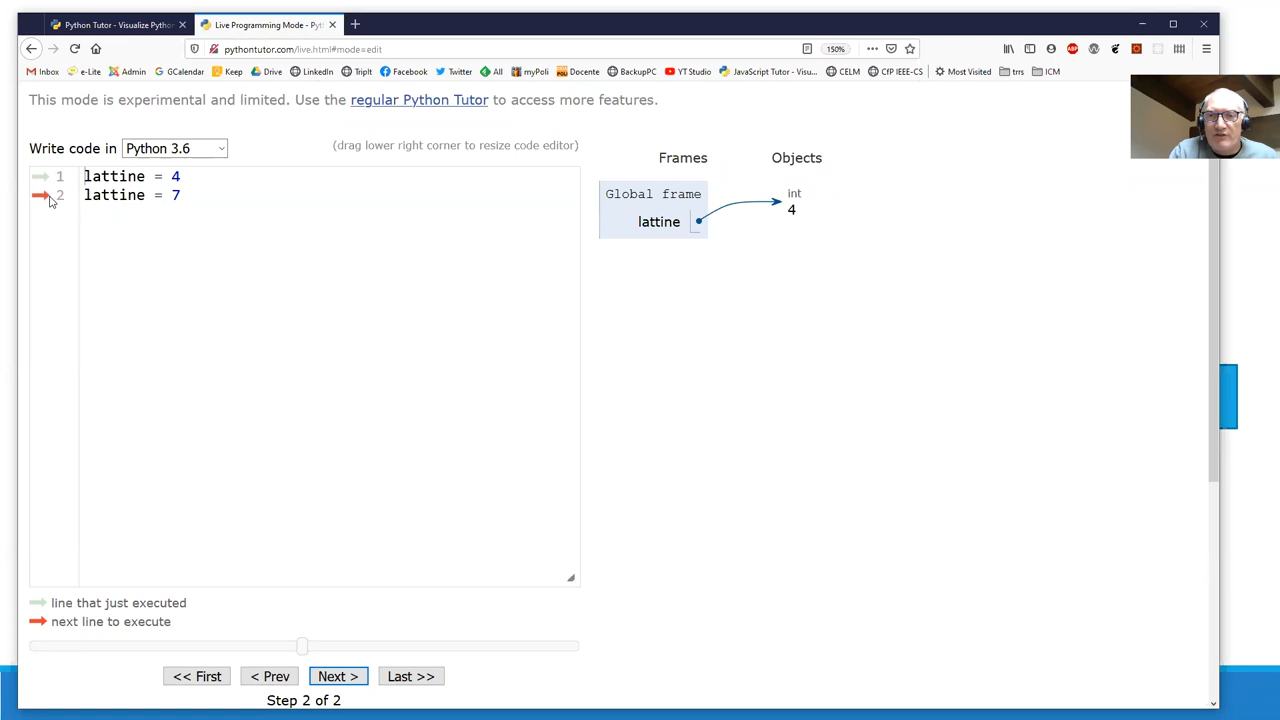 Python Tutor - Visualize Python
Live Programming Mode - Pyt
pythontutor.com/live.html#mode=edit
150%
Inbox
e-Lite
Admin
GCalendar
Keep
Drive
LinkedIn
TripIt
Facebook
Twitter
All
myPoli
Docente
BackupPC
YT Studio
JavaScript Tutor - Visu...
CELM
CfP IEEE-CS
Most Visited
trrs
ICM
This mode is experimental and limited. Use the regular Python Tutor to access more features.
Write code in Python 3.6
(drag lower right corner to resize code editor)
1 lattine = 4
2 lattine = 7
Frames
Objects
Global frame
lattine
int
4
line that just executed
next line to execute
<< First
< Prev
Next >
Last >>
Step 2 of 2